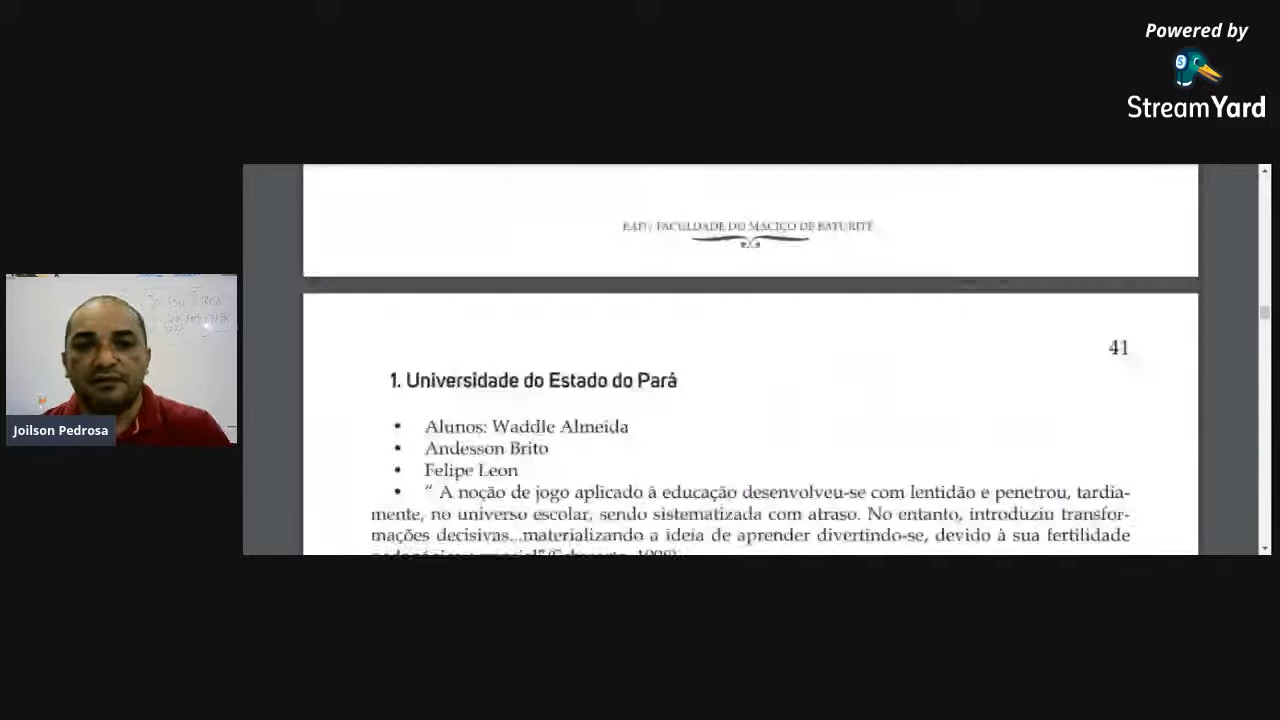 Powered by
StreamYard
FACULDADE DO MACIÇO DE BATURITÉ
41
1. Universidade do Estado do Pará
• Alunos: Waddle Almeida
• Andesson Brito
• Felipe Leon
• “ A noção de jogo aplicado à educação desenvolveu-se com lentidão e penetrou, tardia-
mente, no universo escolar, sendo sistematizada com atraso. No entanto, introduziu transfor-
mações decisivas...materializando a ideia de aprender divertindo-se, devido à sua fertilidade
Joilson Pedrosa